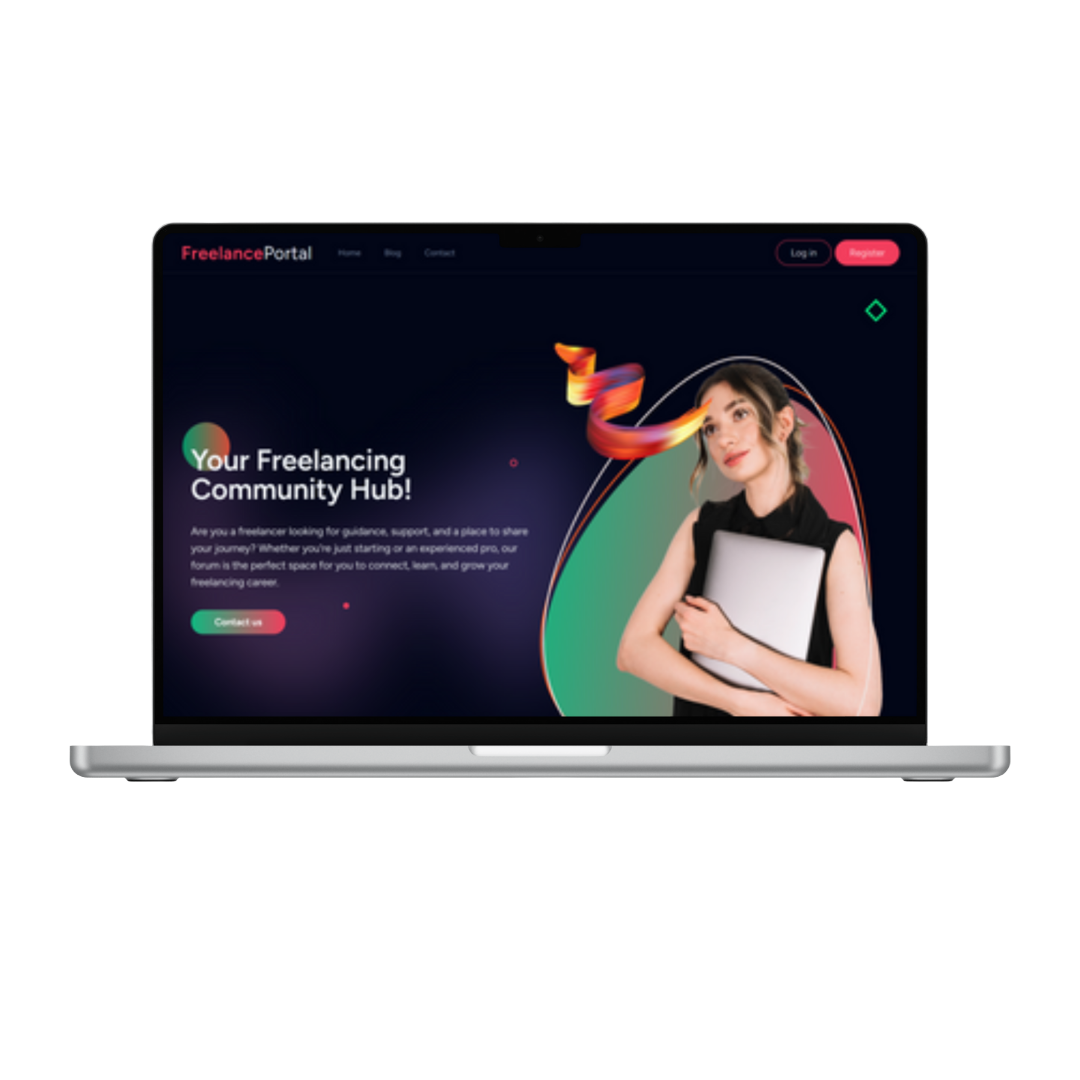 FreelancePortal Home Blog Contact Log in Register
Your Freelancing
Community Hub!
Are you a freelancer looking for guidance, support, and a place to share
your journey? Whether you're just starting or an experienced pro, our
forum is the perfect space for you to connect, learn, and grow your
freelancing career.
Contact us